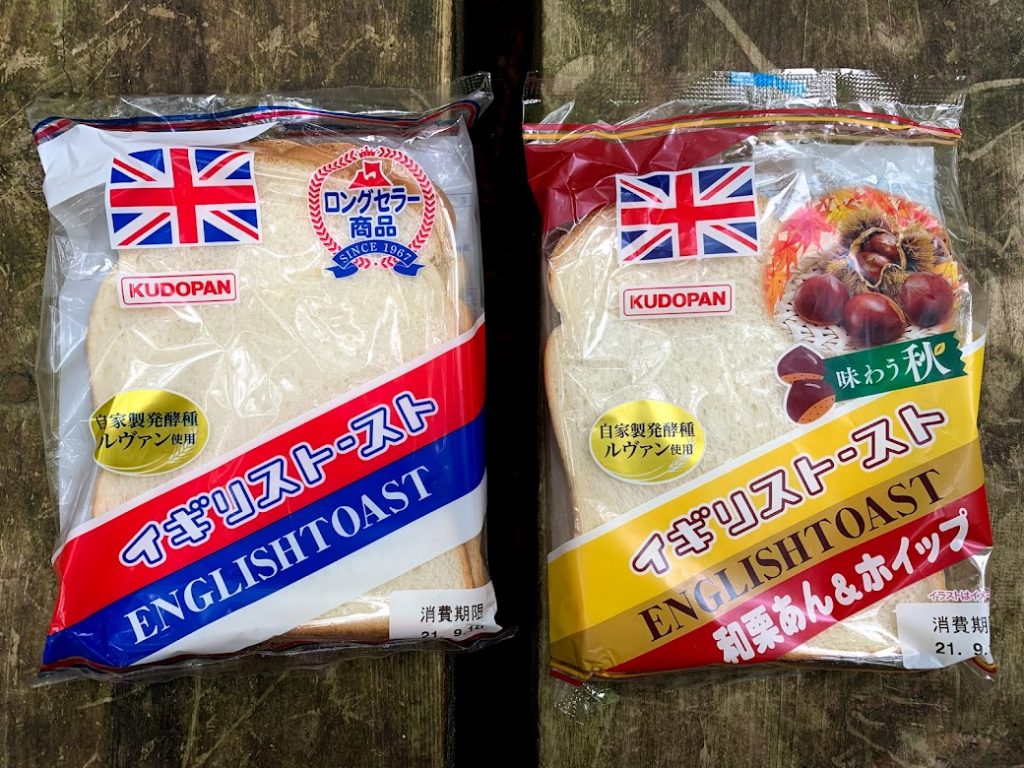 ロングセラー
商品
SINCE 1967
KUDOPAN
自家製発酵種
ルヴァン使用
イギリストースト
ENGLISHTOAST
消費期限
21. 9.
KUDOPAN
味わう秋
自家製発酵種
ルヴァン使用
イギリストースト
ENGLISHTOAST
和栗あん&ホイップ
イラストはイメ
消費期
21. 9.